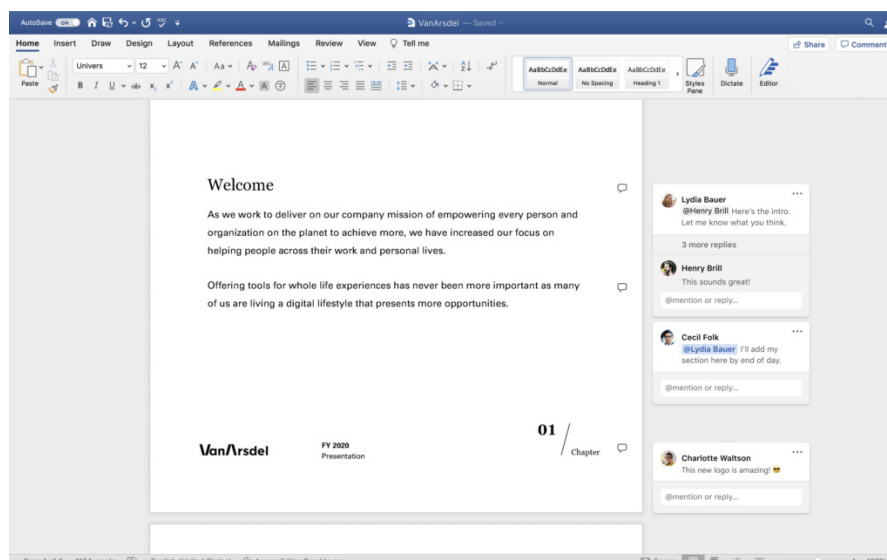 AutoSave ON
VanArsdel — Saved
Home Insert Draw Design Layout References Mailings Review View Tell me
Share Comment
Paste
Univers 12
AaBbCcDdEe AaBbCcDdEe AaBbCcDdEe
Normal No Spacing Heading 1
Styles
Pane
Dictate
Editor
Welcome
As we work to deliver on our company mission of empowering every person and
organization on the planet to achieve more, we have increased our focus on
helping people across their work and personal lives.
Offering tools for whole life experiences has never been more important as many
of us are living a digital lifestyle that presents more opportunities.
VanArsdel
FY 2020
Presentation
01
Chapter
Lydia Bauer
@Henry Brill Here's the intro.
Let me know what you think.
3 more replies
Henry Brill
This sounds great!
@mention or reply...
Cecil Folk
@Lydia Bauer I'll add my
section here by end of day.
@mention or reply...
Charlotte Waltson
This new logo is amazing! 😎
@mention or reply...